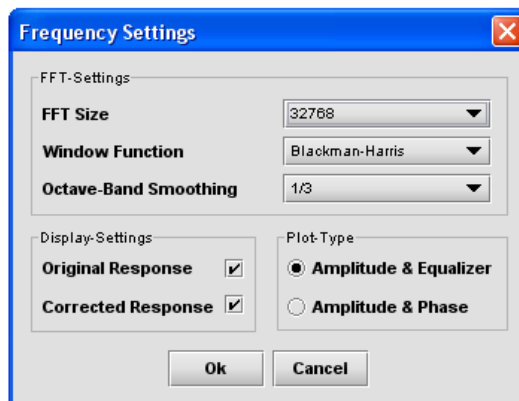 Frequency Settings
FFT-Settings
FFT Size 32768
Window Function Blackman-Harris
Octave-Band Smoothing 1/3
Display-Settings
Original Response
Corrected Response
Plot-Type
Amplitude & Equalizer
Amplitude & Phase
Ok Cancel